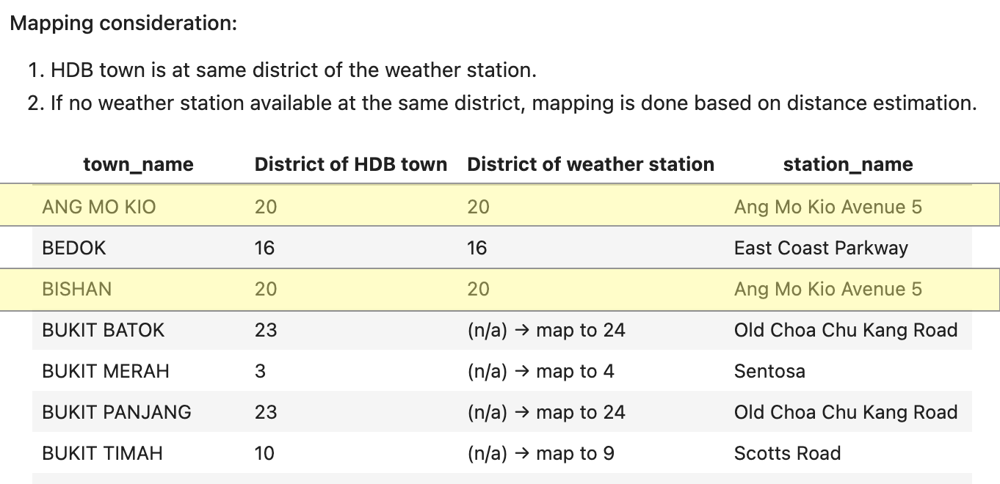 Mapping consideration:
1. HDB town is at same district of the weather station.
2. If no weather station available at the same district, mapping is done based on distance estimation.
town_name District of HDB town District of weather station station_name
ANG MO KIO 20 20 Ang Mo Kio Avenue 5
BEDOK 16 16 East Coast Parkway
BISHAN 20 20 Ang Mo Kio Avenue 5
BUKIT BATOK 23 (n/a) → map to 24 Old Choa Chu Kang Road
BUKIT MERAH 3 (n/a) → map to 4 Sentosa
BUKIT PANJANG 23 (n/a) → map to 24 Old Choa Chu Kang Road
BUKIT TIMAH 10 (n/a) → map to 9 Scotts Road